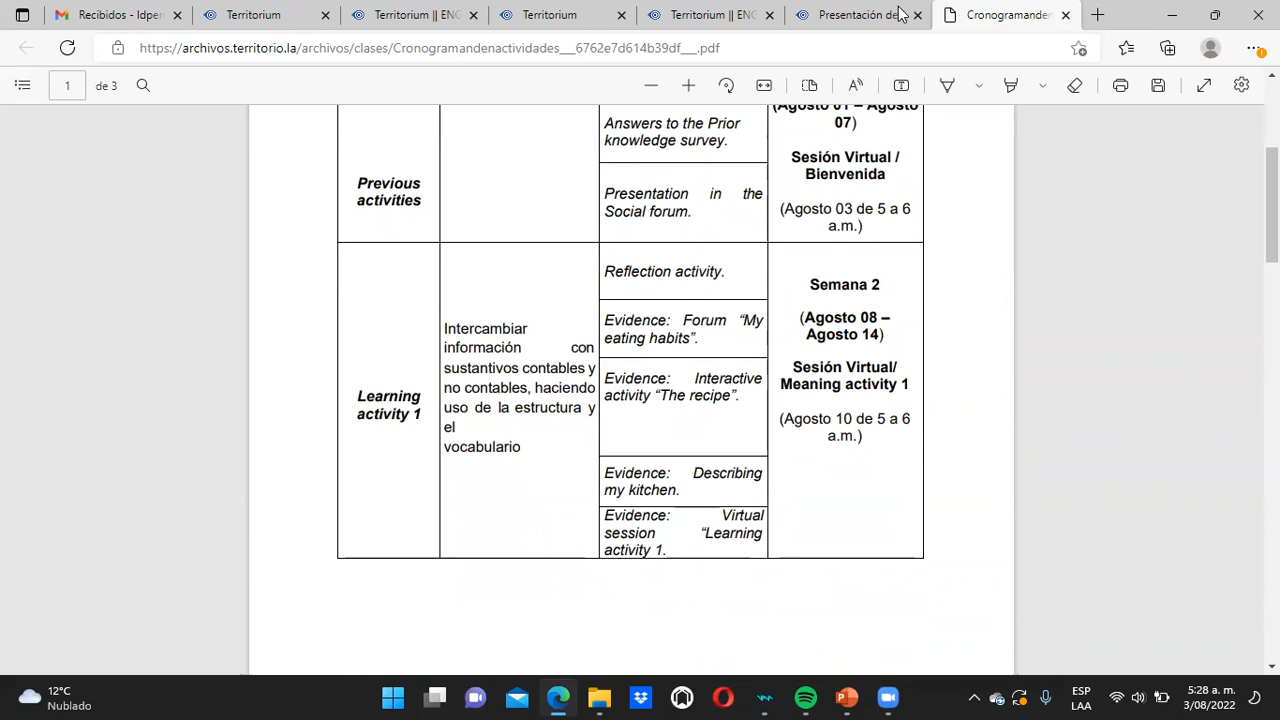 Recibidos - ldper
Territorium
Territorium || ENG
Territorium
Territorium || ENG
Presentación de
Cronogramanden
https://archivos.territorio.la/archivos/clases/Cronogramandenactividades___6762e7d614b39df___.pdf
1 de 3
(Agosto 01 – Agosto
07)
Answers to the Prior
knowledge survey.
Sesión Virtual /
Bienvenida
Previous
activities
Presentation in the
Social forum.
(Agosto 03 de 5 a 6
a.m.)
Reflection activity.
Semana 2
Evidence: Forum “My
eating habits”.
(Agosto 08 –
Agosto 14)
Intercambiar
información con
sustantivos contables y
no contables, haciendo
uso de la estructura y
el
vocabulario
Sesión Virtual/
Meaning activity 1
Evidence: Interactive
activity “The recipe”.
Learning
activity 1
(Agosto 10 de 5 a 6
a.m.)
Evidence: Describing
my kitchen.
Evidence: Virtual
session “Learning
activity 1.
12°C
Nublado
ESP
LAA
5:28 a. m.
3/08/2022